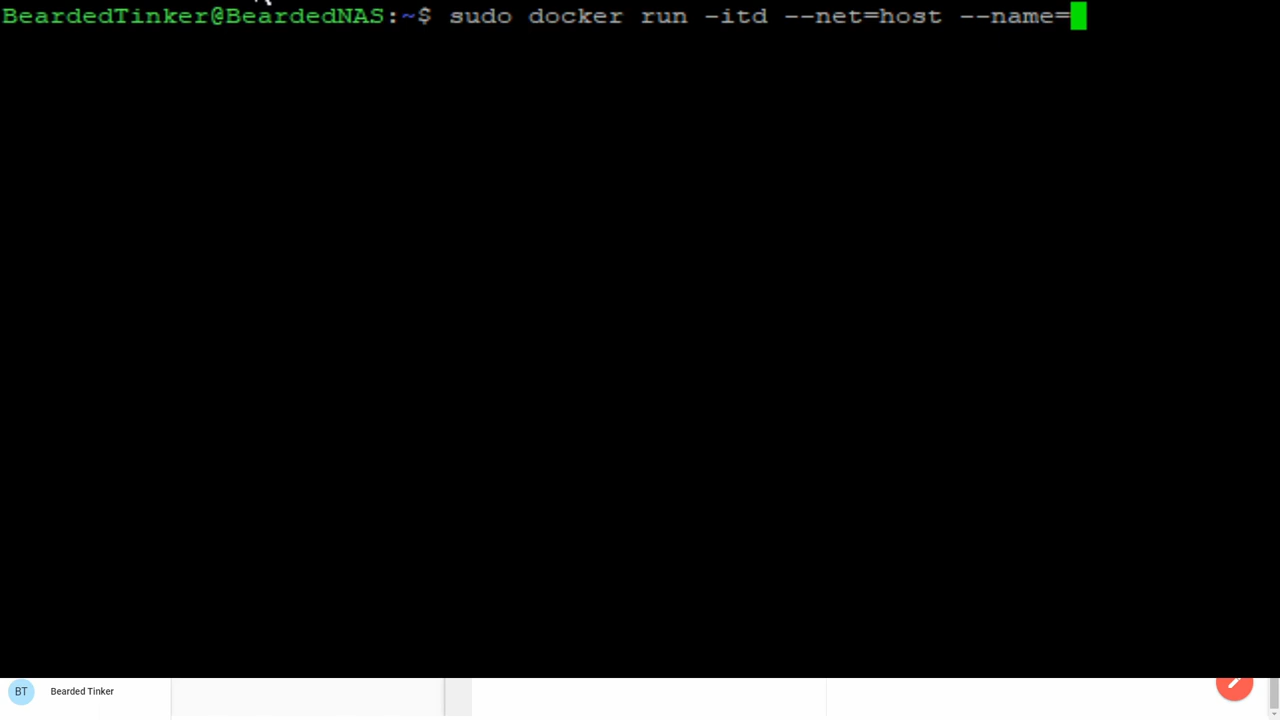 BeardedTinker@BeardedNAS:~$ sudo docker run -itd --net=host --name=
BT Bearded Tinker